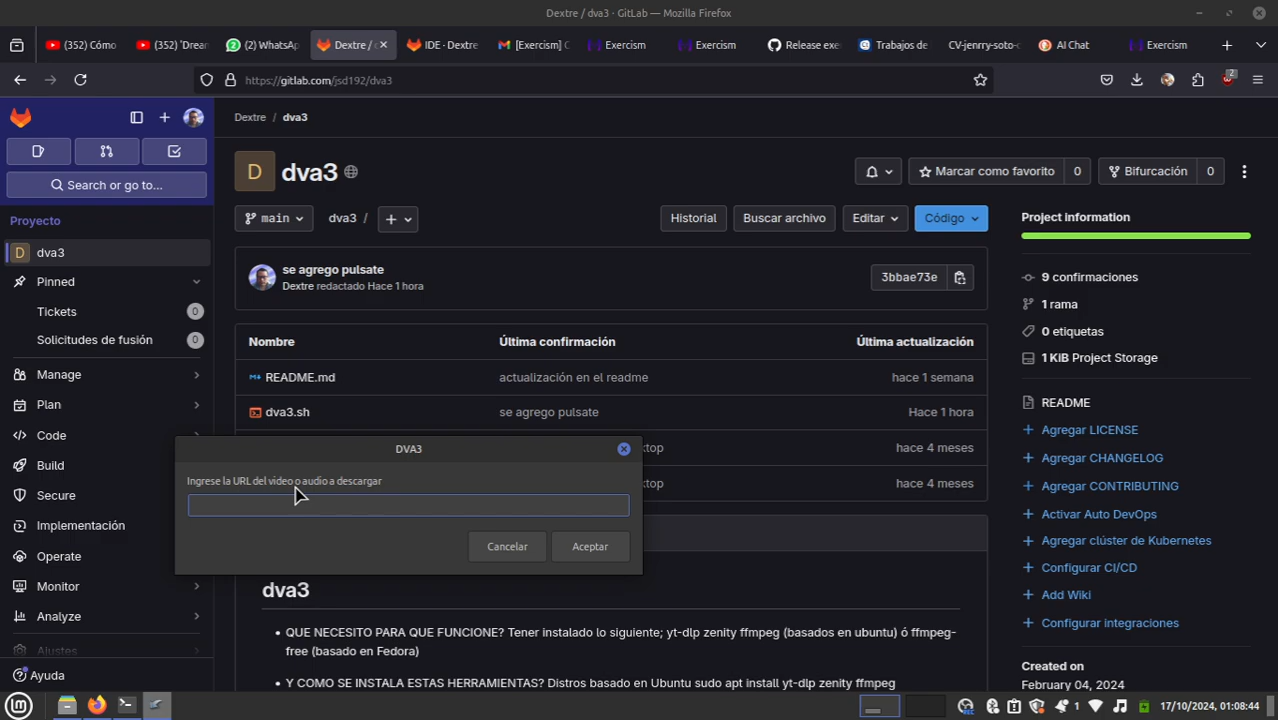 Dextre / dva3 · GitLab — Mozilla Firefox
(352) Cómo
(352) 'Drear
(2) WhatsAp
Dextre / d
IDE · Dextre
[Exercism] C
Exercism
Exercism
Release exe
Trabajos de
CV-jenrry-soto-
AI Chat
Exercism
https://gitlab.com/jsd192/dva3
2
Dextre / dva3
Search or go to...
Proyecto
D dva3
Pinned
Tickets 0
Solicitudes de fusión 0
Manage
Plan
Code
Build
Secure
Implementación
Operate
Monitor
Analyze
Ajustes
Ayuda
D dva3
Marcar como favorito 0
Bifurcación 0
main
dva3 /
Historial
Buscar archivo
Editar
Código
se agrego pulsate
Dextre redactado Hace 1 hora
3bbae73e
Nombre Última confirmación Última actualización
README.md actualización en el readme hace 1 semana
dva3.sh se agrego pulsate Hace 1 hora
ktop hace 4 meses
ktop hace 4 meses
DVA3
Ingrese la URL del video o audio a descargar
Cancelar Aceptar
dva3
• QUE NECESITO PARA QUE FUNCIONE? Tener instalado lo siguiente; yt-dlp zenity ffmpeg (basados en ubuntu) ó ffmpeg-
free (basado en Fedora)
• Y COMO SE INSTALA ESTAS HERRAMIENTAS? Distros basado en Ubuntu sudo apt install yt-dlp zenity ffmpeg
Project information
9 confirmaciones
1 rama
0 etiquetas
1 KiB Project Storage
README
Agregar LICENSE
Agregar CHANGELOG
Agregar CONTRIBUTING
Activar Auto DevOps
Agregar clúster de Kubernetes
Configurar CI/CD
Add Wiki
Configurar integraciones
Created on
February 04, 2024
1
17/10/2024, 01:08:44